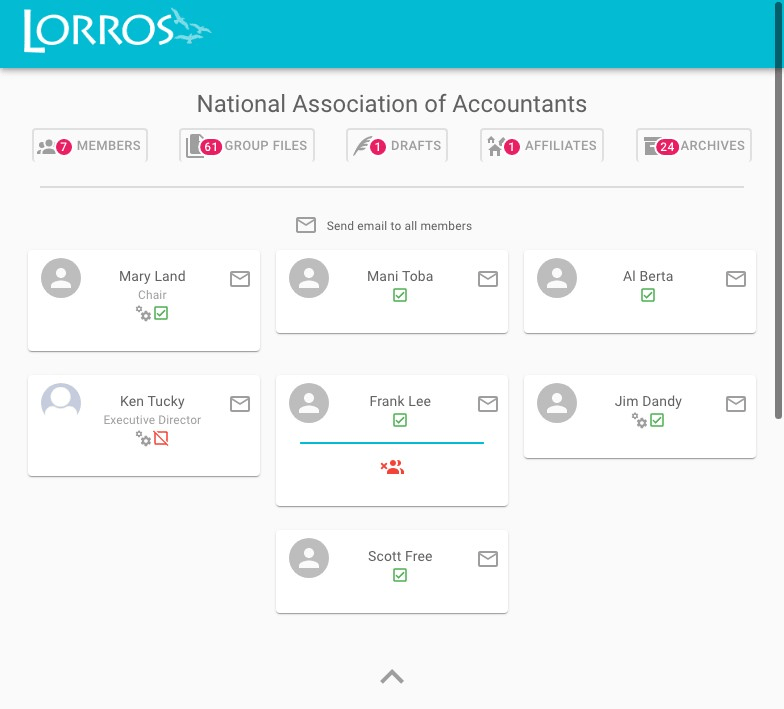 LORROS
National Association of Accountants
7 MEMBERS
61 GROUP FILES
1 DRAFTS
1 AFFILIATES
24 ARCHIVES
Send email to all members
Mary Land
Chair
Mani Toba
Al Berta
Ken Tucky
Executive Director
Frank Lee
Jim Dandy
Scott Free